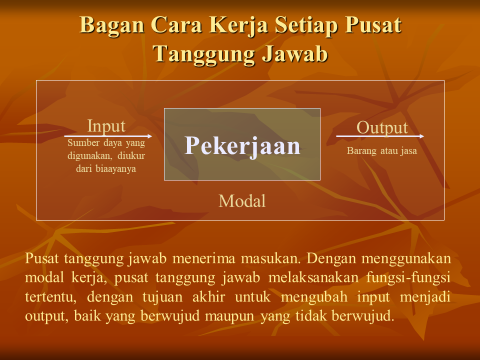 Bagan Cara Kerja Setiap Pusat
Tanggung Jawab
Input
Sumber daya yang
digunakan, diukur
dari biaayanya
Pekerjaan
Output
Barang atau jasa
Modal
Pusat tanggung jawab menerima masukan. Dengan menggunakan
modal kerja, pusat tanggung jawab melaksanakan fungsi-fungsi
tertentu, dengan tujuan akhir untuk mengubah input menjadi
output, baik yang berwujud maupun yang tidak berwujud.